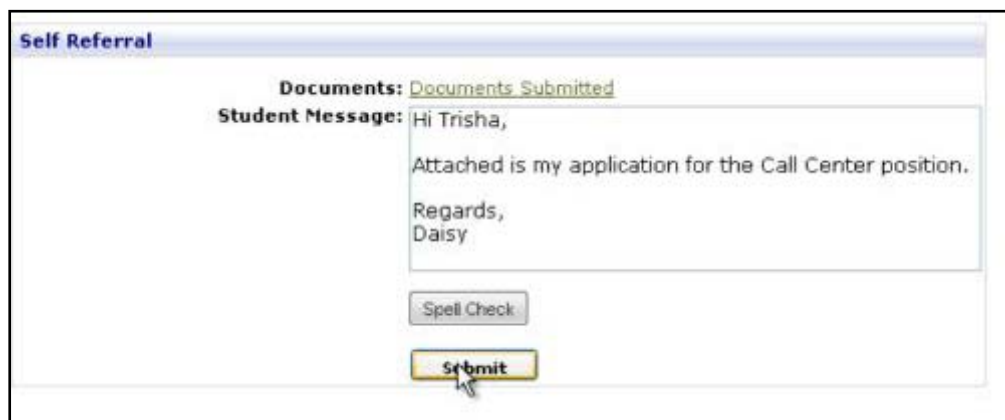 Self Referral
Documents: Documents Submitted
Student Message: Hi Trisha,
Attached is my application for the Call Center position.
Regards,
Daisy
Spell Check
Submit